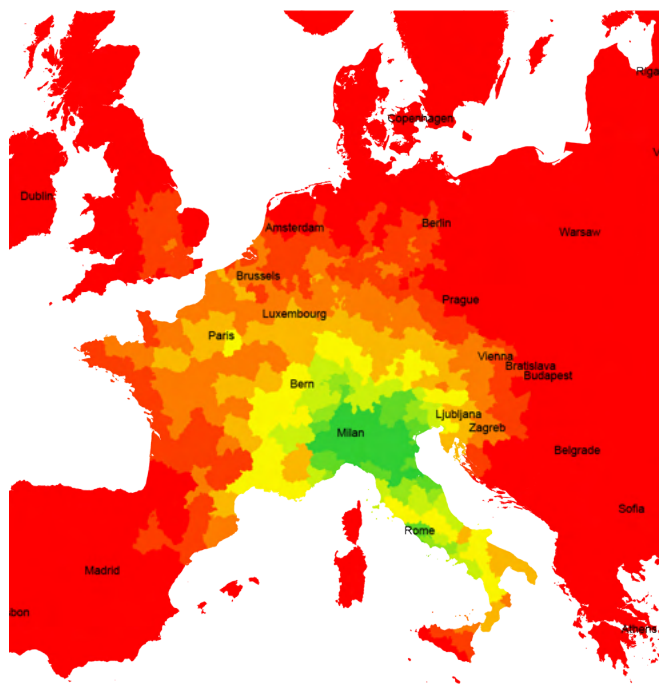 Riga
Copenhagen
V
Dublin
Amsterdam
Berlin
Warsaw
Brussels
Prague
Luxembourg
Paris
Vienna
Bratislava
Budapest
Bern
Ljubljana
Zagreb
Milan
Belgrade
Sofia
Rome
Madrid
bon
Athens